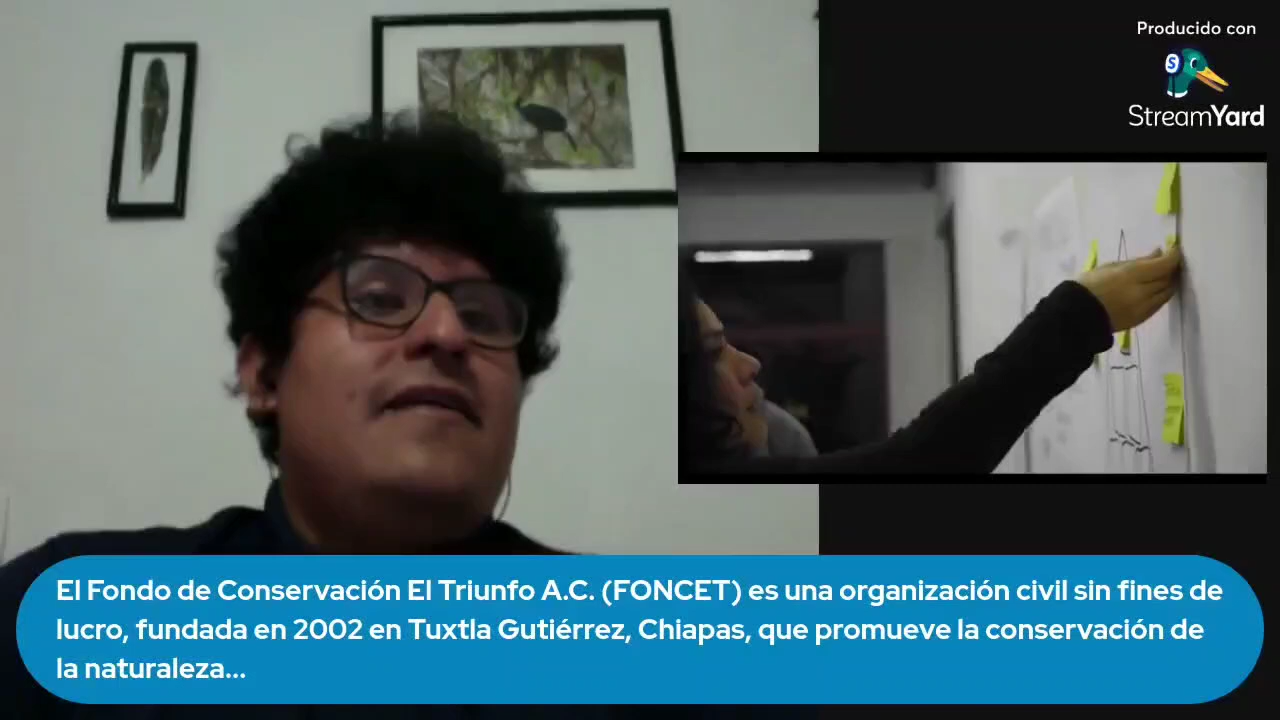 Producido con
StreamYard
El Fondo de Conservación El Triunfo A.C. (FONCET) es una organización civil sin fines de
lucro, fundada en 2002 en Tuxtla Gutiérrez, Chiapas, que promueve la conservación de
la naturaleza...